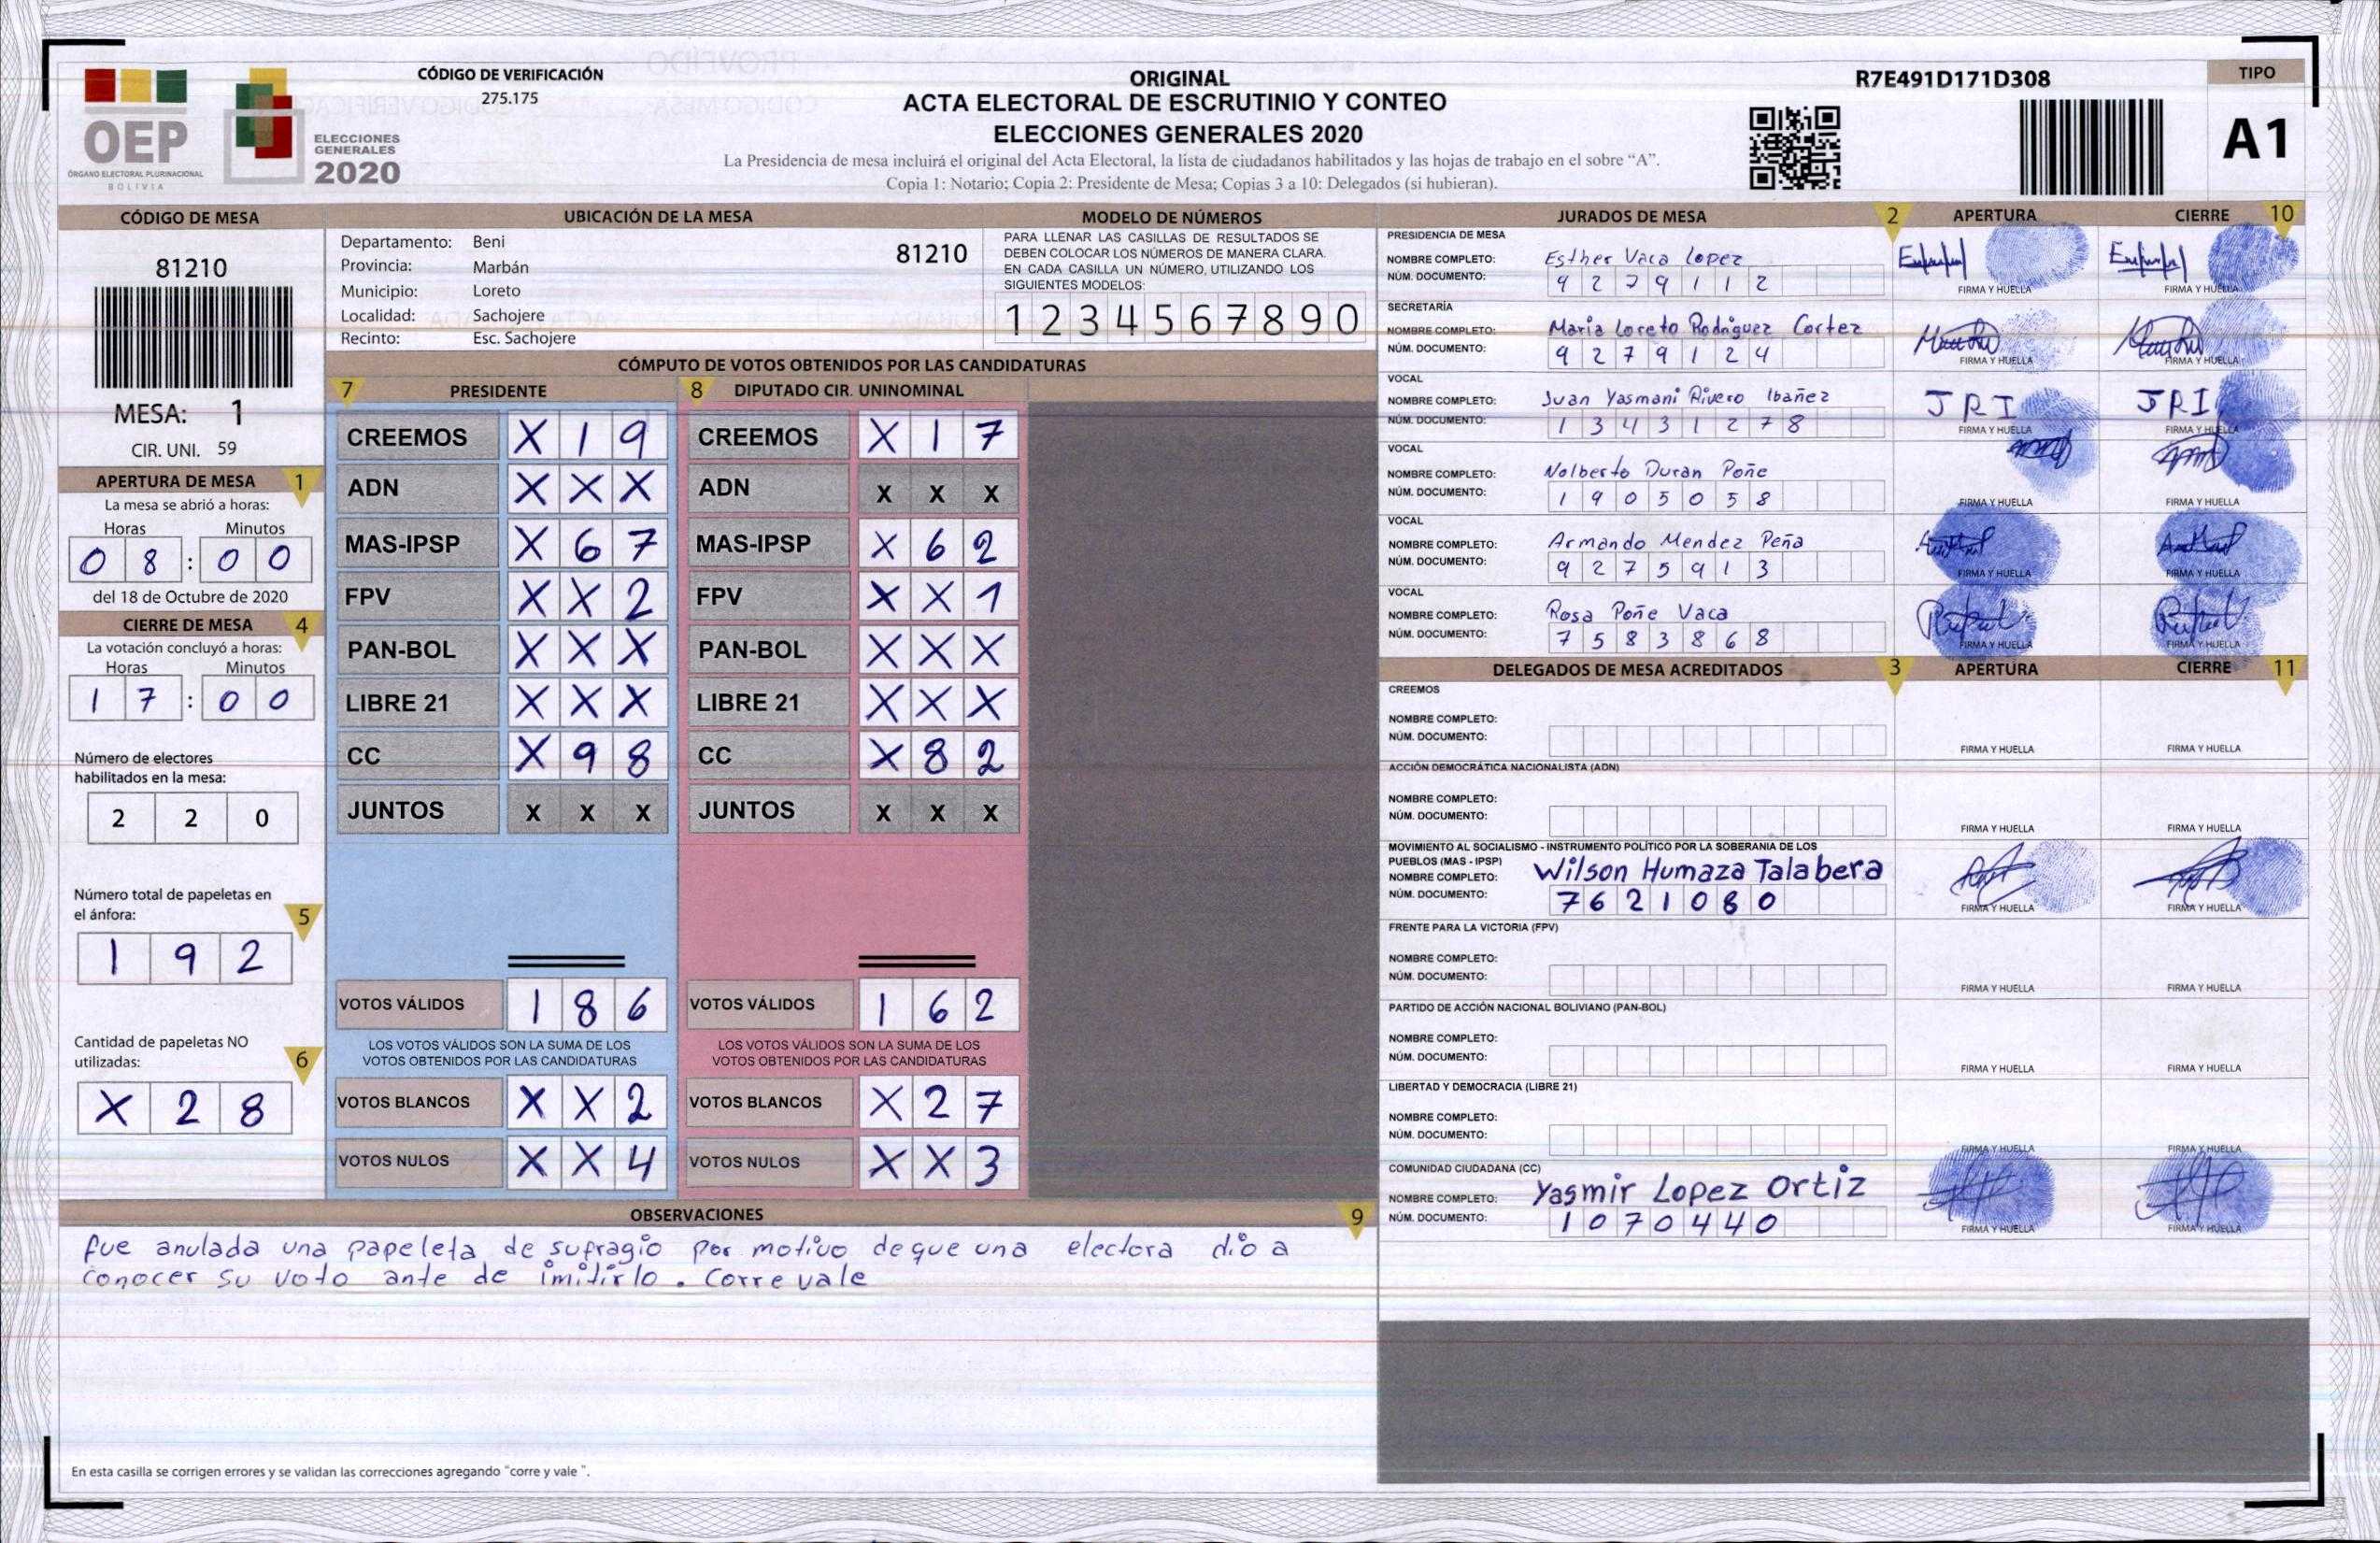 CÓDIGO DE VERIFICACIÓN
275.175
OEP
ÓRGANO ELECTORAL PLURINACIONAL
BOLIVIA
ELECCIONES
GENERALES
2020
ORIGINAL
ACTA ELECTORAL DE ESCRUTINIO Y CONTEO
ELECCIONES GENERALES 2020
La Presidencia de mesa incluirá el original del Acta Electoral, la lista de ciudadanos habilitados y las hojas de trabajo en el sobre “A”.
Copia 1: Notario; Copia 2: Presidente de Mesa; Copias 3 a 10: Delegados (si hubieran).
R7E491D171D308
TIPO
A1
CÓDIGO DE MESA
81210
MESA: 1
CIR. UNI. 59
APERTURA DE MESA 1
La mesa se abrió a horas:
Horas Minutos
0 8 : 0 0
del 18 de Octubre de 2020
CIERRE DE MESA 4
La votación concluyó a horas:
Horas Minutos
1 7 : 0 0
Número de electores
habilitados en la mesa:
2 2 0
Número total de papeletas en
el ánfora: 5
1 9 2
Cantidad de papeletas NO
utilizadas: 6
X 2 8
UBICACIÓN DE LA MESA
Departamento: Beni 81210
Provincia: Marbán
Municipio: Loreto
Localidad: Sachojere
Recinto: Esc. Sachojere
MODELO DE NÚMEROS
PARA LLENAR LAS CASILLAS DE RESULTADOS SE
DEBEN COLOCAR LOS NÚMEROS DE MANERA CLARA.
EN CADA CASILLA UN NÚMERO, UTILIZANDO LOS
SIGUIENTES MODELOS:
1 2 3 4 5 6 7 8 9 0
CÓMPUTO DE VOTOS OBTENIDOS POR LAS CANDIDATURAS
7 PRESIDENTE
CREEMOS X 1 9
ADN X X X
MAS-IPSP X 6 7
FPV X X 2
PAN-BOL X X X
LIBRE 21 X X X
CC X 9 8
JUNTOS X X X
VOTOS VÁLIDOS 1 8 6
LOS VOTOS VÁLIDOS SON LA SUMA DE LOS
VOTOS OBTENIDOS POR LAS CANDIDATURAS
VOTOS BLANCOS X X 2
VOTOS NULOS X X 4
8 DIPUTADO CIR. UNINOMINAL
CREEMOS X 1 7
ADN X X X
MAS-IPSP X 6 2
FPV X X 1
PAN-BOL X X X
LIBRE 21 X X X
CC X 8 2
JUNTOS X X X
VOTOS VÁLIDOS 1 6 2
LOS VOTOS VÁLIDOS SON LA SUMA DE LOS
VOTOS OBTENIDOS POR LAS CANDIDATURAS
VOTOS BLANCOS X 2 7
VOTOS NULOS X X 3
OBSERVACIONES 9
fue anulada una papeleta de sufragio por motivo de que una electora dio a
conocer su voto ante de imitirlo. Corre vale
En esta casilla se corrigen errores y se validan las correcciones agregando “corre y vale ”.
JURADOS DE MESA 2 APERTURA CIERRE 10
PRESIDENCIA DE MESA
NOMBRE COMPLETO: Esther Vaca Lopez
NÚM. DOCUMENTO: 4 2 7 9 1 1 2
FIRMA Y HUELLA FIRMA Y HUELLA
SECRETARÍA
NOMBRE COMPLETO: Maria Loreto Rodriguez Cortez
NÚM. DOCUMENTO: 9 2 7 9 1 2 4
FIRMA Y HUELLA FIRMA Y HUELLA
VOCAL
NOMBRE COMPLETO: Juan Yasmani Rivero Ibañez JRI JRI
NÚM. DOCUMENTO: 1 3 4 3 1 2 7 8
FIRMA Y HUELLA FIRMA Y HUELLA
VOCAL
NOMBRE COMPLETO: Nolberto Duran Poñe
NÚM. DOCUMENTO: 1 9 0 5 0 5 8
FIRMA Y HUELLA FIRMA Y HUELLA
VOCAL
NOMBRE COMPLETO: Armando Mendez Peña
NÚM. DOCUMENTO: 9 2 7 5 9 1 3
FIRMA Y HUELLA FIRMA Y HUELLA
VOCAL
NOMBRE COMPLETO: Rosa Poñe Vaca
NÚM. DOCUMENTO: 7 5 8 3 8 6 8
FIRMA Y HUELLA FIRMA Y HUELLA
DELEGADOS DE MESA ACREDITADOS 3 APERTURA CIERRE 11
CREEMOS
NOMBRE COMPLETO:
NÚM. DOCUMENTO:
FIRMA Y HUELLA FIRMA Y HUELLA
ACCIÓN DEMOCRÁTICA NACIONALISTA (ADN)
NOMBRE COMPLETO:
NÚM. DOCUMENTO:
FIRMA Y HUELLA FIRMA Y HUELLA
MOVIMIENTO AL SOCIALISMO - INSTRUMENTO POLÍTICO POR LA SOBERANIA DE LOS
PUEBLOS (MAS - IPSP)
NOMBRE COMPLETO: Wilson Humaza Talabera
NÚM. DOCUMENTO: 7 6 2 1 0 8 0
FIRMA Y HUELLA FIRMA Y HUELLA
FRENTE PARA LA VICTORIA (FPV)
NOMBRE COMPLETO:
NÚM. DOCUMENTO:
FIRMA Y HUELLA FIRMA Y HUELLA
PARTIDO DE ACCIÓN NACIONAL BOLIVIANO (PAN-BOL)
NOMBRE COMPLETO:
NÚM. DOCUMENTO:
FIRMA Y HUELLA FIRMA Y HUELLA
LIBERTAD Y DEMOCRACIA (LIBRE 21)
NOMBRE COMPLETO:
NÚM. DOCUMENTO:
FIRMA Y HUELLA FIRMA Y HUELLA
COMUNIDAD CIUDADANA (CC)
NOMBRE COMPLETO: Yasmir Lopez Ortiz
NÚM. DOCUMENTO: 1 0 7 0 4 4 0
FIRMA Y HUELLA FIRMA Y HUELLA